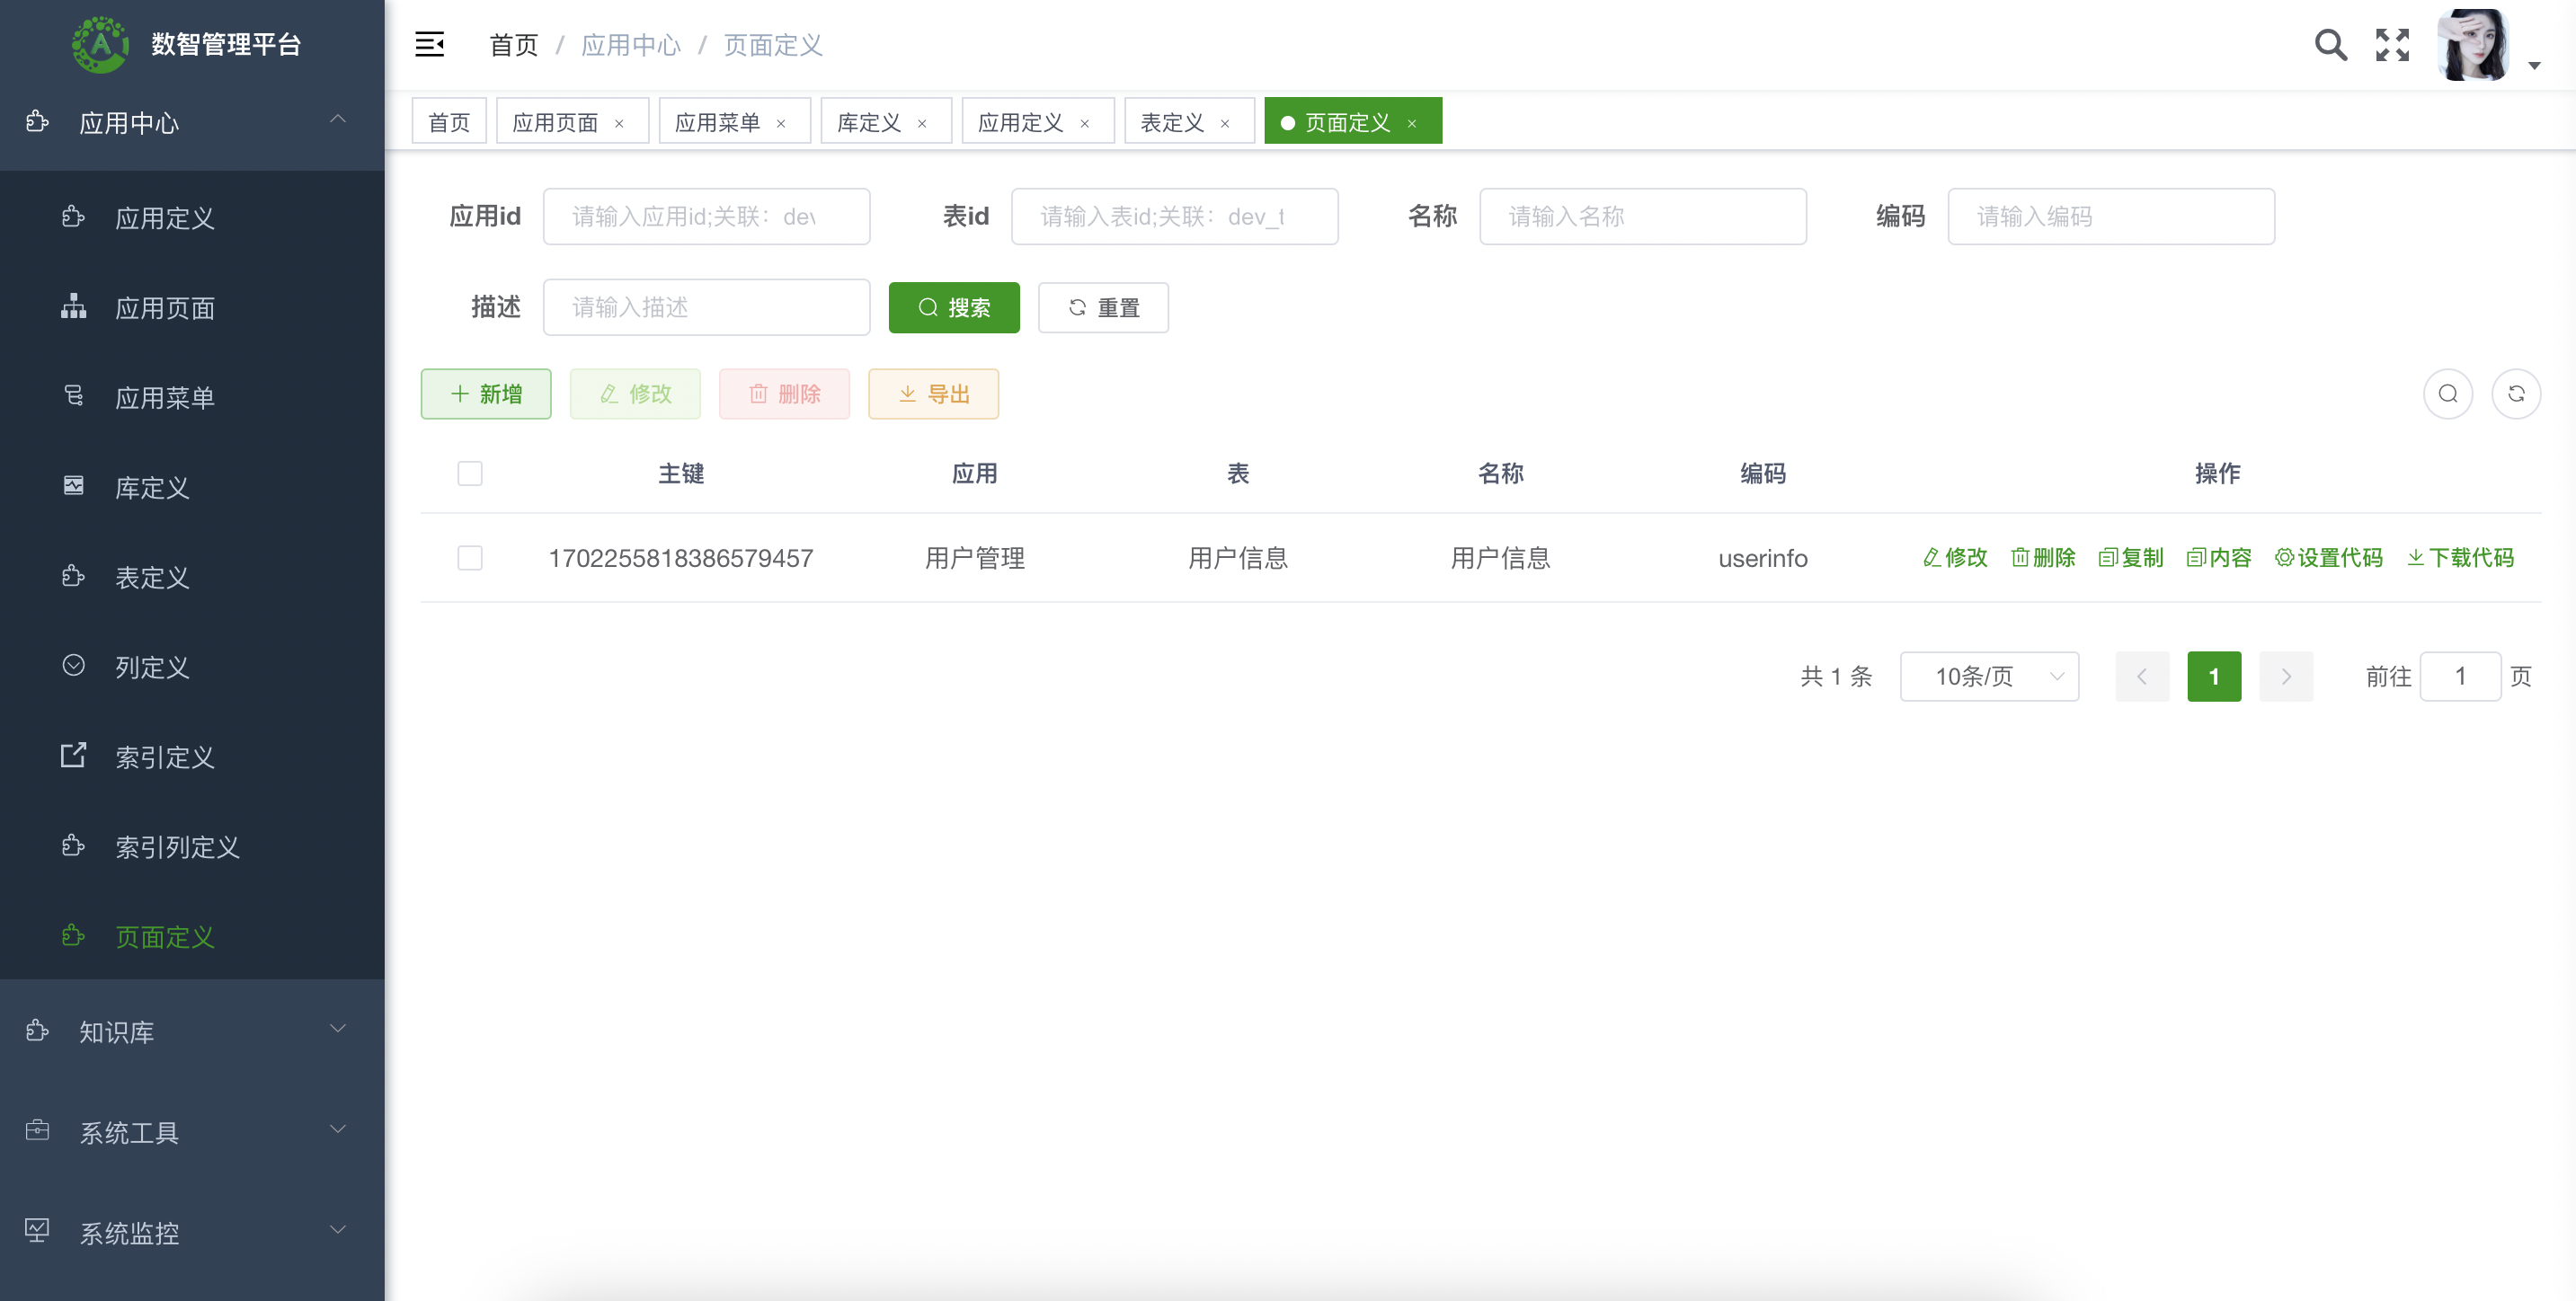 数智管理平台
应用中心
应用定义
应用页面
应用菜单
库定义
表定义
列定义
索引定义
索引列定义
页面定义
知识库
系统工具
系统监控
首页 / 应用中心 / 页面定义
首页 应用页面 × 应用菜单 × 库定义 × 应用定义 × 表定义 × 页面定义 ×
应用id 请输入应用id;关联：dev 表id 请输入表id;关联：dev_t 名称 请输入名称 编码 请输入编码
描述 请输入描述 搜索 重置
新增 修改 删除 导出
主键 应用 表 名称 编码 操作
1702255818386579457 用户管理 用户信息 用户信息 userinfo 修改 删除 复制 内容 设置代码 下载代码
共 1 条 10条/页 1 前往 1 页